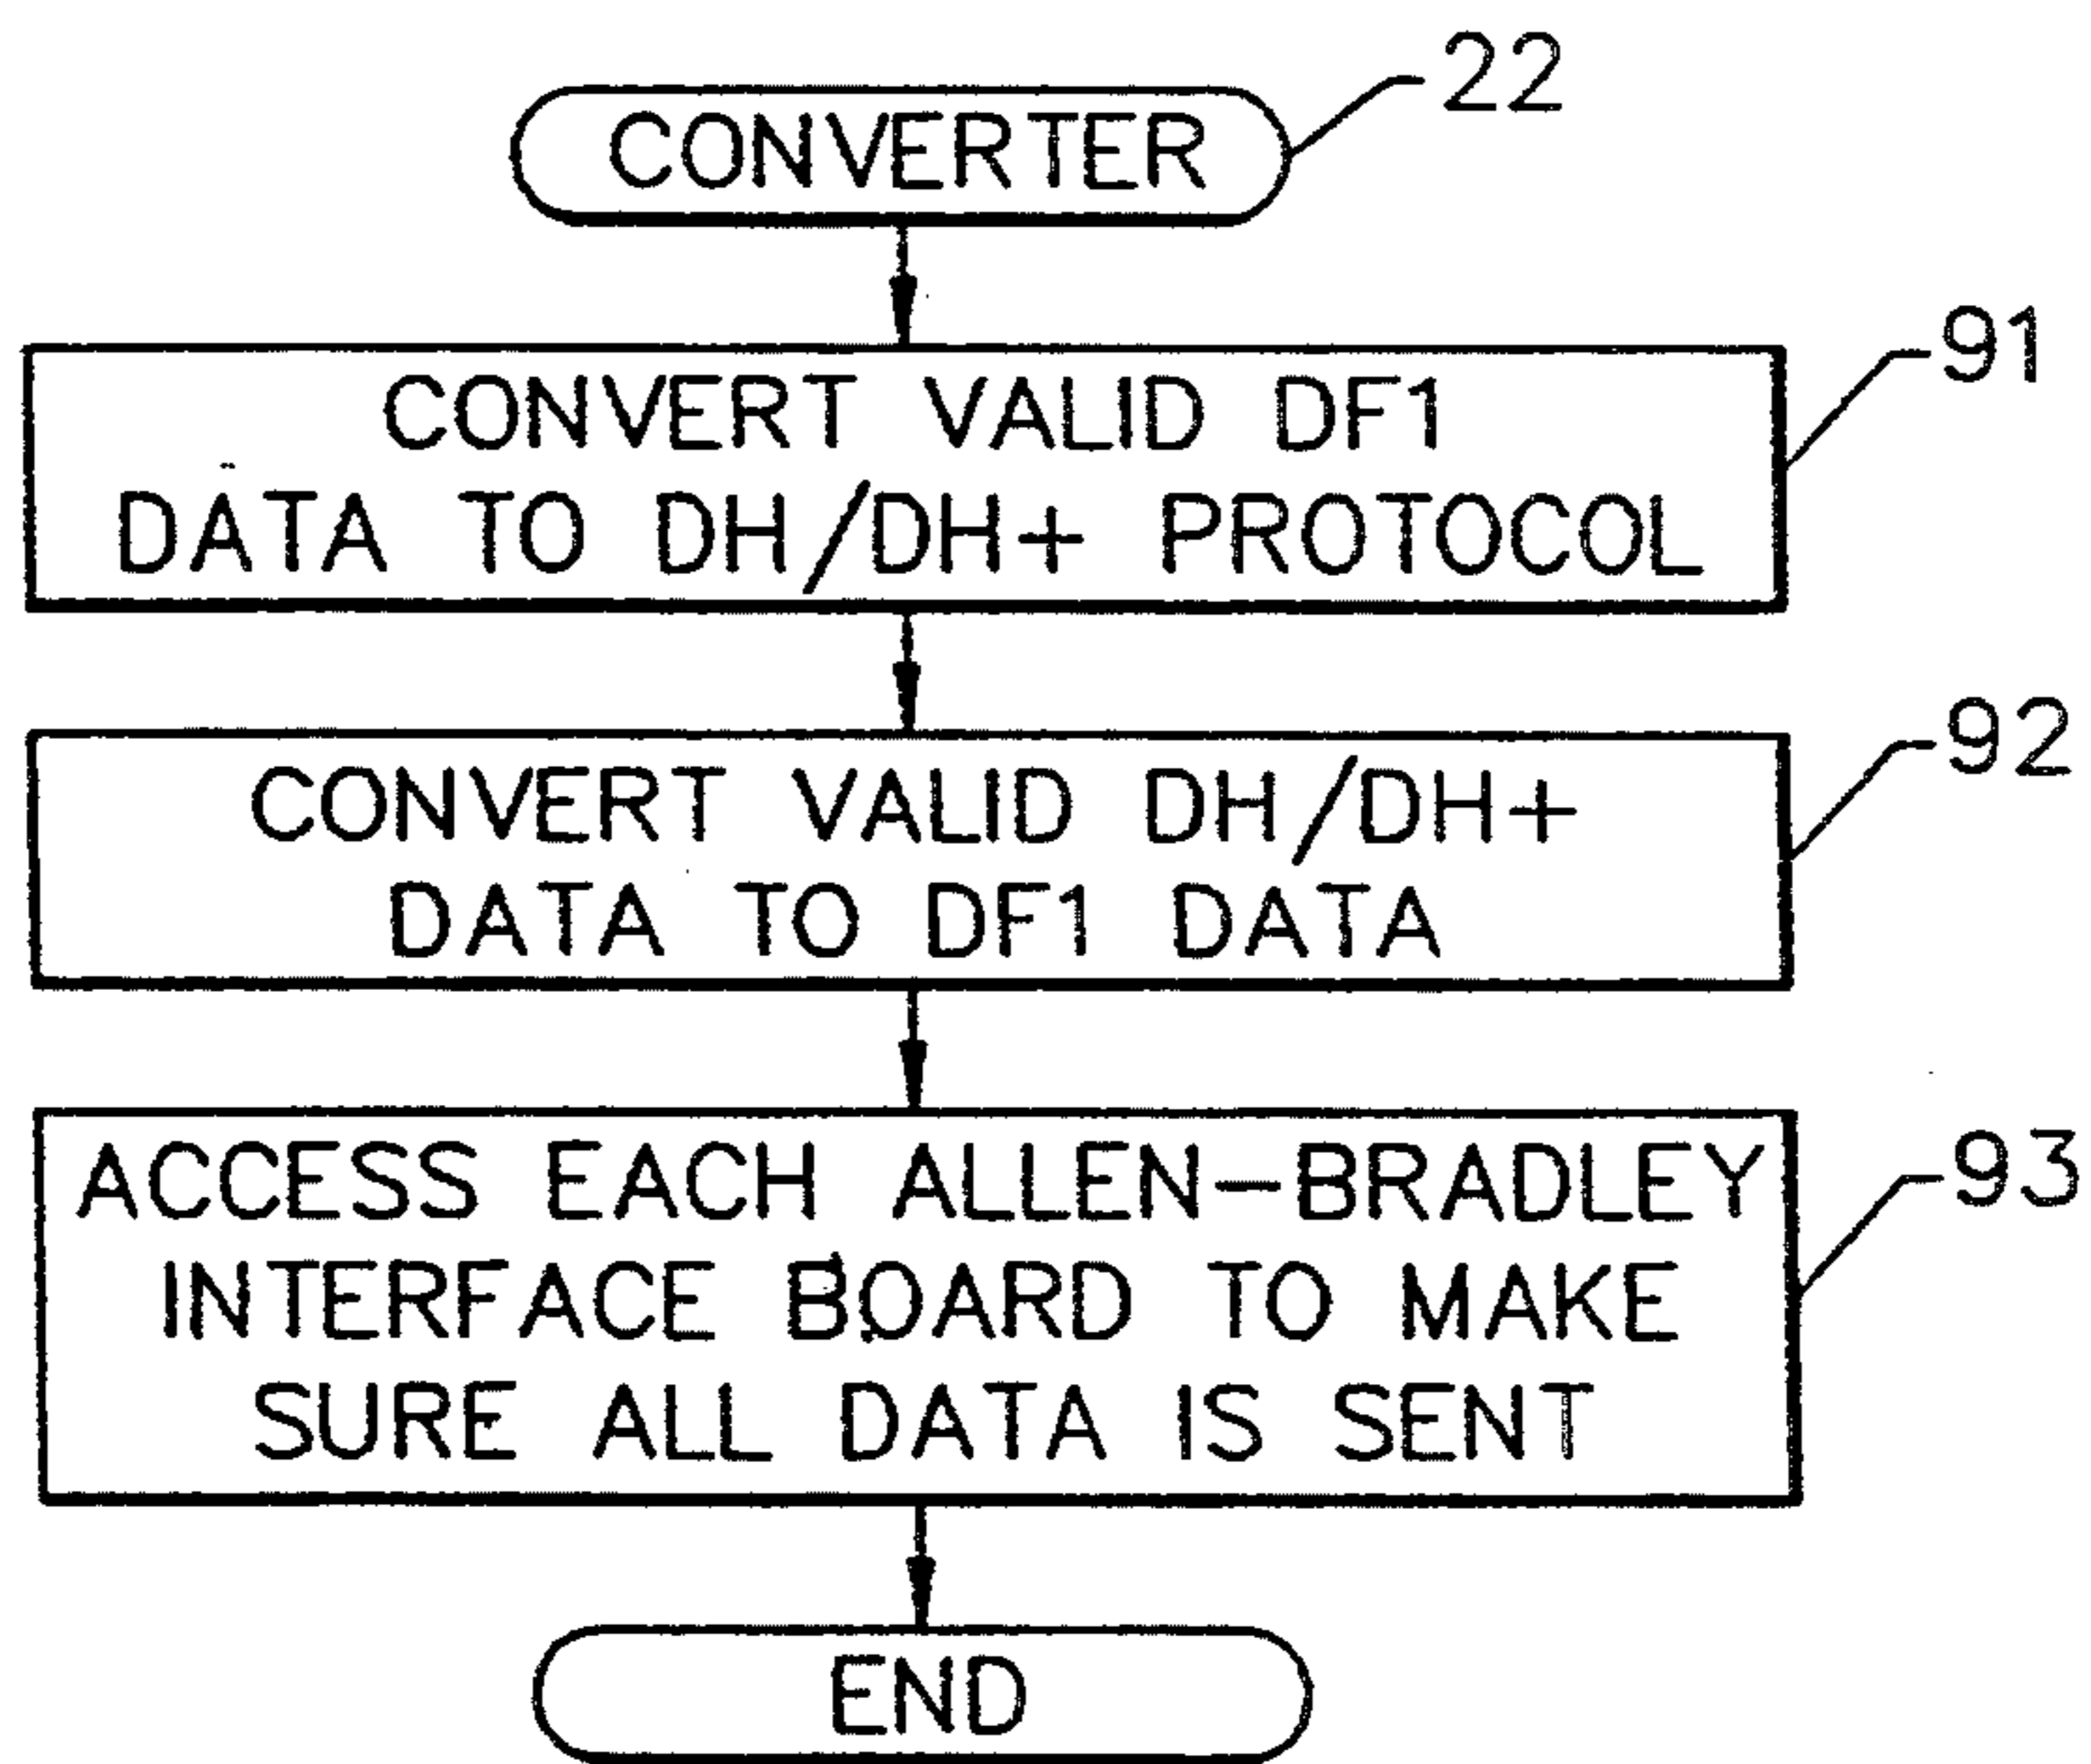 CONVERTER
22
CONVERT VALID DF1
DATA TO DH/DH+ PROTOCOL
91
CONVERT VALID DH/DH+
DATA TO DF1 DATA
92
ACCESS EACH ALLEN-BRADLEY
INTERFACE BOARD TO MAKE
SURE ALL DATA IS SENT
93
END